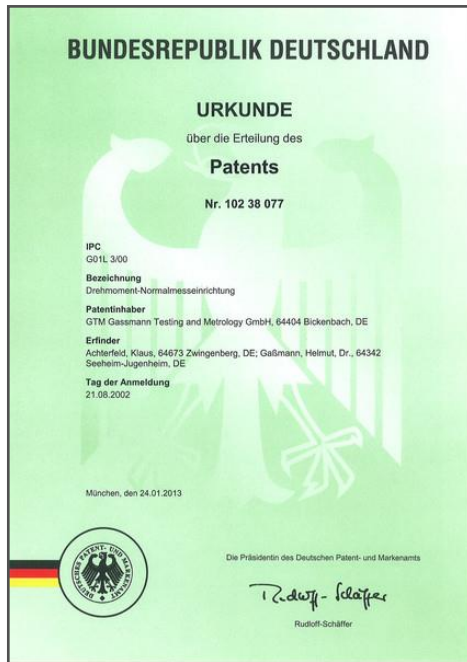 BUNDESREPUBLIK DEUTSCHLAND
URKUNDE
über die Erteilung des
Patents
Nr. 102 38 077
IPC
G01L 3/00
Bezeichnung
Drehmoment-Normalmesseinrichtung
Patentinhaber
GTM Gassmann Testing and Metrology GmbH, 64404 Bickenbach, DE
Erfinder
Achterfeld, Klaus, 64673 Zwingenberg, DE; Gaßmann, Helmut, Dr., 64342
Seeheim-Jugenheim, DE
Tag der Anmeldung
21.08.2002
München, den 24.01.2013
DEUTSCHES PATENT- UND MARKENAMT
Die Präsidentin des Deutschen Patent- und Markenamts
Rudloff-Schäffer
Rudloff-Schäffer